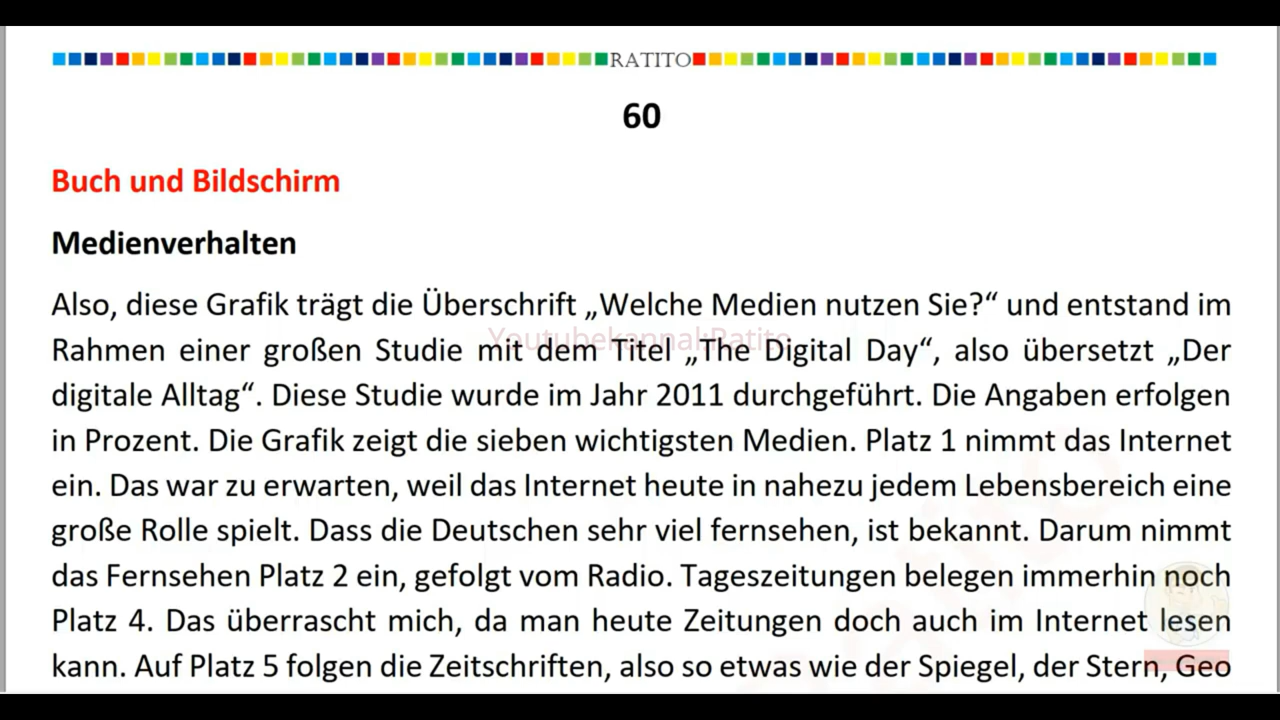 RATITO
60
Buch und Bildschirm
Medienverhalten
Also, diese Grafik trägt die Überschrift „Welche Medien nutzen Sie?“ und entstand im
Youtubekannal:Ratito
Rahmen einer großen Studie mit dem Titel „The Digital Day“, also übersetzt „Der
digitale Alltag“. Diese Studie wurde im Jahr 2011 durchgeführt. Die Angaben erfolgen
in Prozent. Die Grafik zeigt die sieben wichtigsten Medien. Platz 1 nimmt das Internet
ein. Das war zu erwarten, weil das Internet heute in nahezu jedem Lebensbereich eine
große Rolle spielt. Dass die Deutschen sehr viel fernsehen, ist bekannt. Darum nimmt
das Fernsehen Platz 2 ein, gefolgt vom Radio. Tageszeitungen belegen immerhin noch
Platz 4. Das überrascht mich, da man heute Zeitungen doch auch im Internet lesen
kann. Auf Platz 5 folgen die Zeitschriften, also so etwas wie der Spiegel, der Stern, Geo